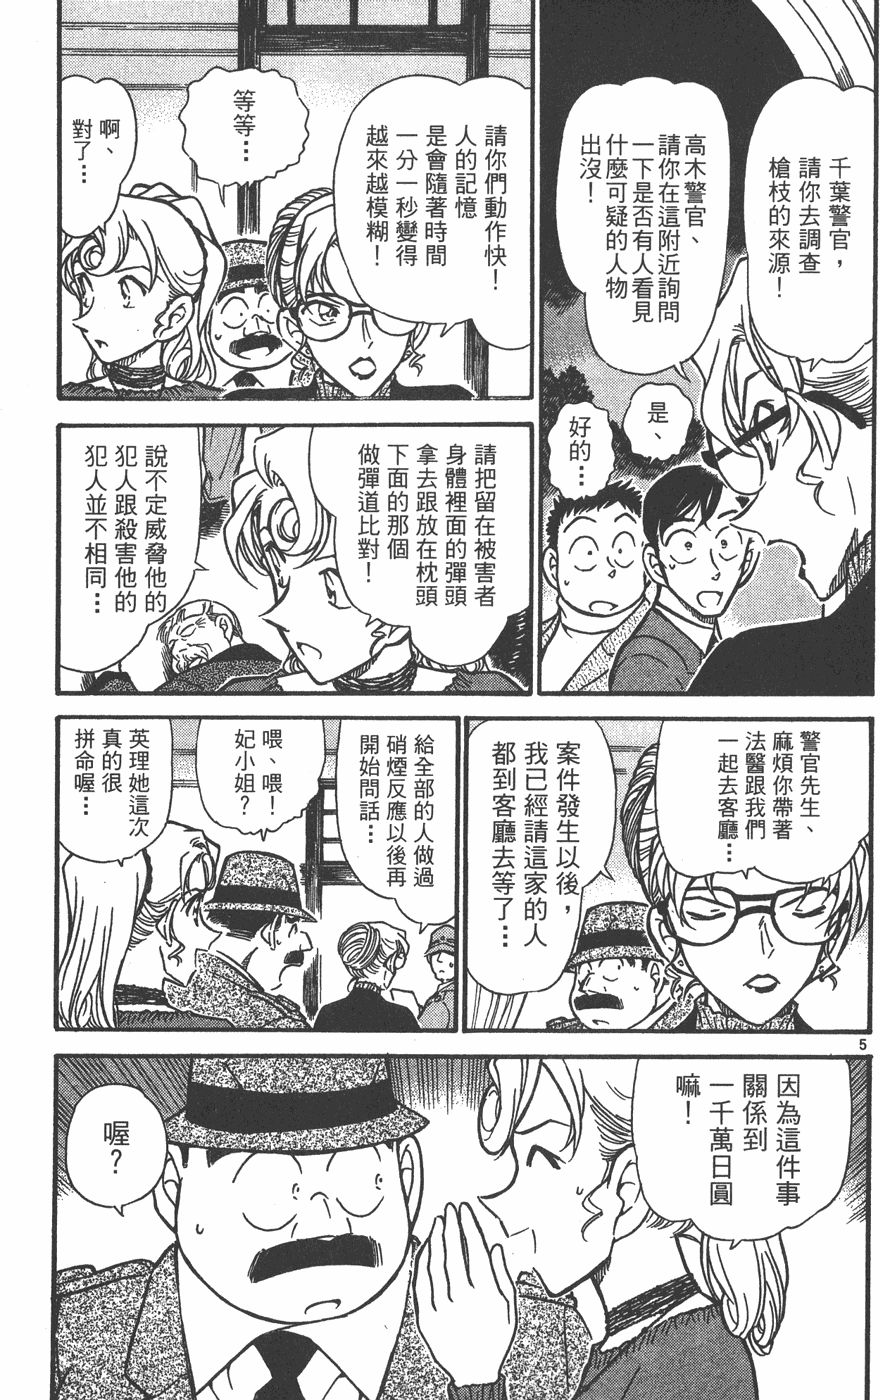 千葉警官，
請你去調查
槍枝的來源！
高木警官、
請你在這附近詢問
一下是否有人看見
什麼可疑的人物
出沒！
是、
好的…
請你們動作快！
人的記憶
是會隨著時間
一分一秒變得
越來越模糊！
等等…
啊、
對了…
請把留在被害者
身體裡面的彈頭
拿去跟放在枕頭
下面的那個
做彈道比對！
說不定威脅他的
犯人跟殺害他的
犯人並不相同…
警官先生、
麻煩你帶著
法醫跟我們
一起去客廳…
案件發生以後，
我已經請這家的人
都到客廳去等了…
給全部的人做過
硝煙反應以後再
開始問話…
喂、喂！
妃小姐？
英理她這次
真的很
拼命喔…
5
因為這件事
關係到
一千萬日圓
嘛！
喔？